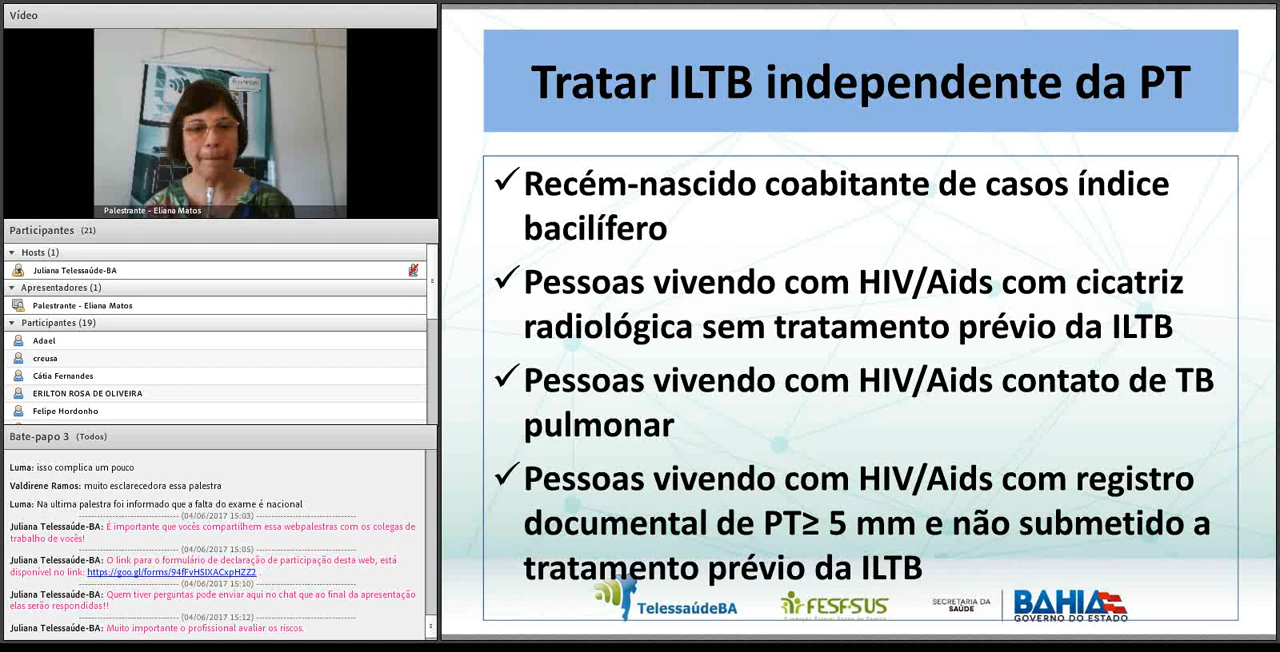 Vídeo
Palestrante - Eliana Matos
Participantes (21)
Hosts (1)
Juliana Telessaúde-BA
Apresentadores (1)
Palestrante - Eliana Matos
Participantes (19)
Adael
creusa
Cátia Fernandes
ERILTON ROSA DE OLIVEIRA
Felipe Hordonho
Bate-papo 3 (Todos)
Luma: isso complica um pouco
Valdirene Ramos: muito esclarecedora essa palestra
Luma: Na ultima palestra foi informado que a falta do exame é nacional
(04/06/2017 15:03)
Juliana Telessaúde-BA: É importante que vocês compartilhem essa webpalestras com os colegas de
trabalho de vocês!
(04/06/2017 15:05)
Juliana Telessaúde-BA: O link para o formulário de declaração de participação desta web, está
disponível no link: https://goo.gl/forms/94fFvHSIXACxpHZZ2 .
(04/06/2017 15:10)
Juliana Telessaúde-BA: Quem tiver perguntas pode enviar aqui no chat que ao final da apresentação
elas serão respondidas!!
(04/06/2017 15:12)
Juliana Telessaúde-BA: Muito importante o profissional avaliar os riscos.
Tratar ILTB independente da PT
✓Recém-nascido coabitante de casos índice
bacilífero
✓Pessoas vivendo com HIV/Aids com cicatriz
radiológica sem tratamento prévio da ILTB
✓Pessoas vivendo com HIV/Aids contato de TB
pulmonar
✓Pessoas vivendo com HIV/Aids com registro
documental de PT≥ 5 mm e não submetido a
tratamento prévio da ILTB
TelessaúdeBA
FESF-SUS
SECRETARIA DA
SAÚDE
BAHIA
GOVERNO DO ESTADO